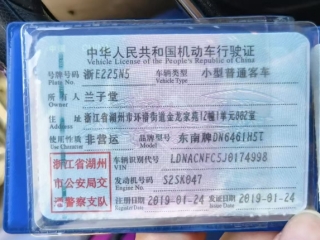 中华人民共和国机动车行驶证
Vehicle License of the People's Republic of China
号牌号码 浙E225N5 车辆类型 小型普通客车
Plate No. Vehicle Type
所有人 兰子堂
Owner
住址 浙江省湖州市环渚街道金龙家苑12幢1单元802室
Address
使用性质 非营运 品牌型号 东南牌DN6461H5T
Use Character Model
浙江省湖州 车辆识别代号 LDNACNFCSJ0174998
VIN
市公安局交 发动机号码 S2SK047
Engine No.
通警察支队 注册日期 2019-01-24 发证日期 2019-01-24
Register Date Issue Date